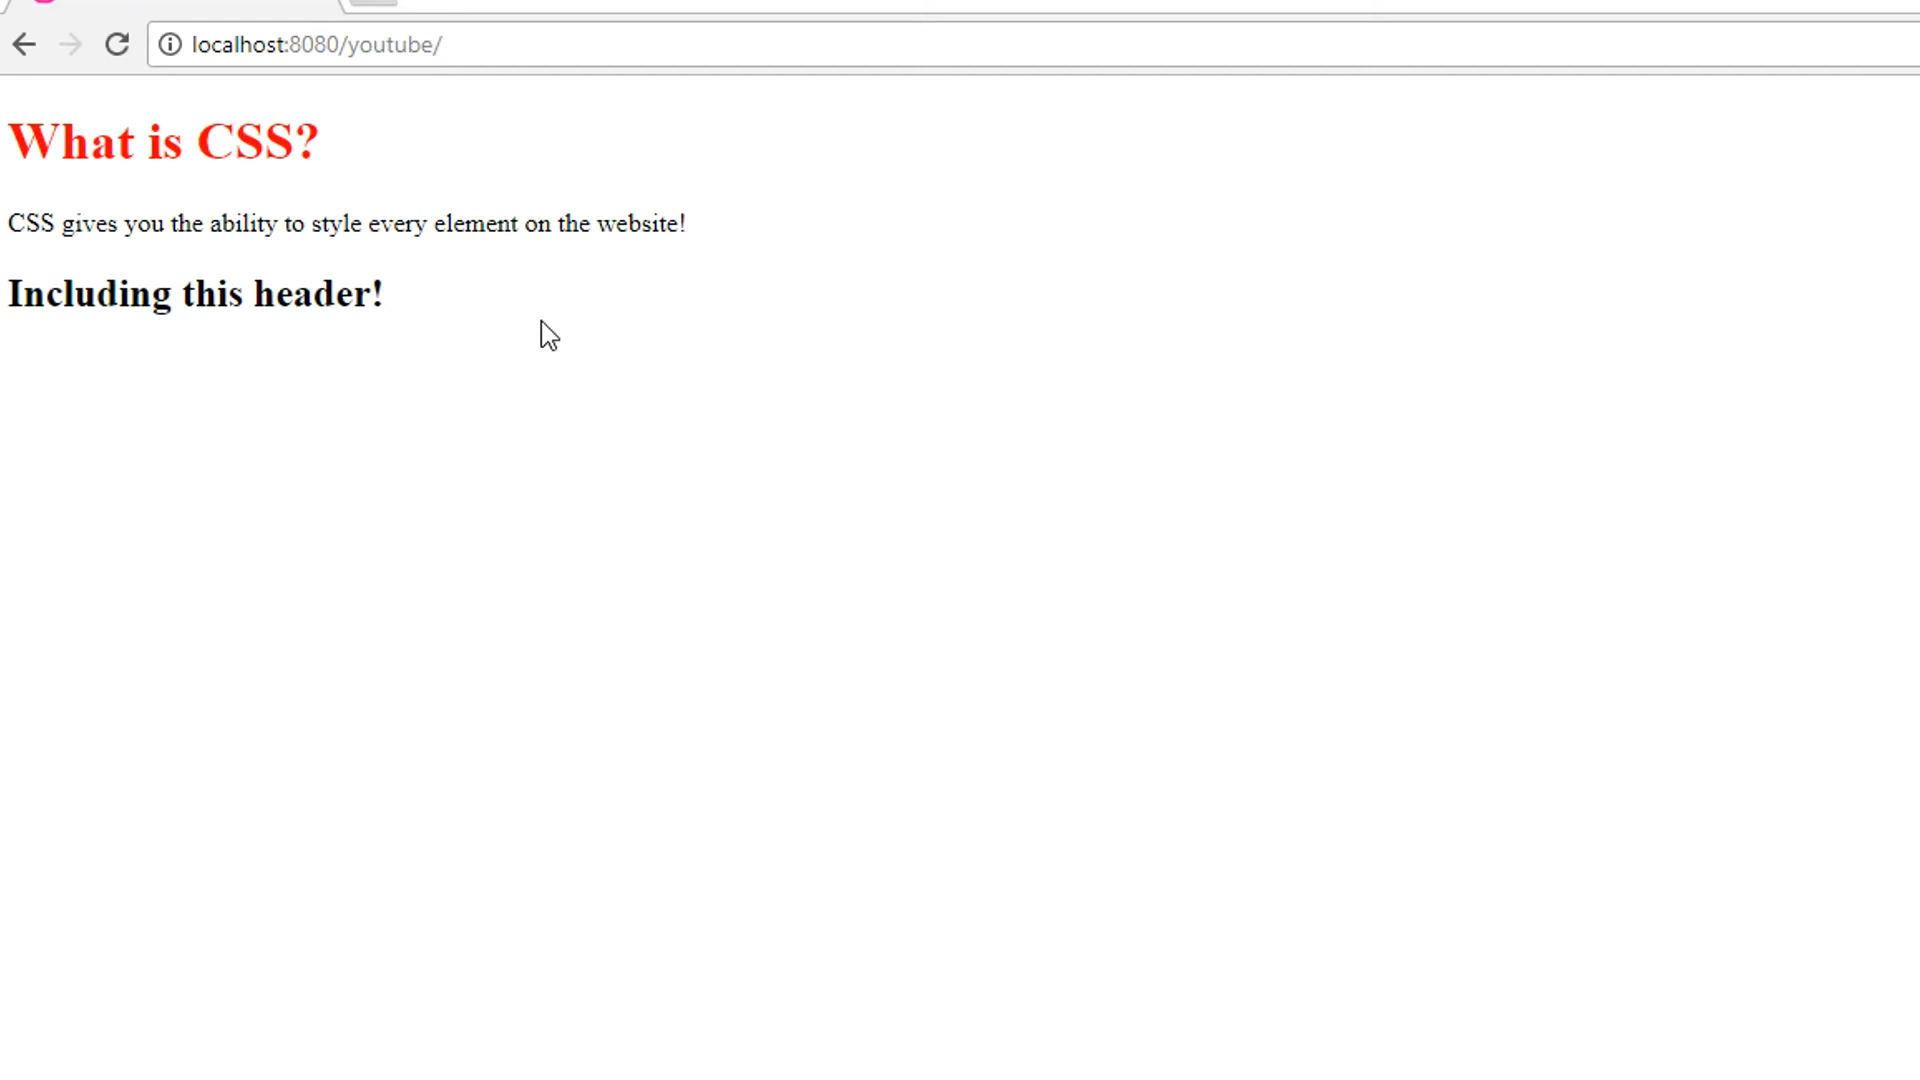 localhost:8080/youtube/
What is CSS?
CSS gives you the ability to style every element on the website!
Including this header!